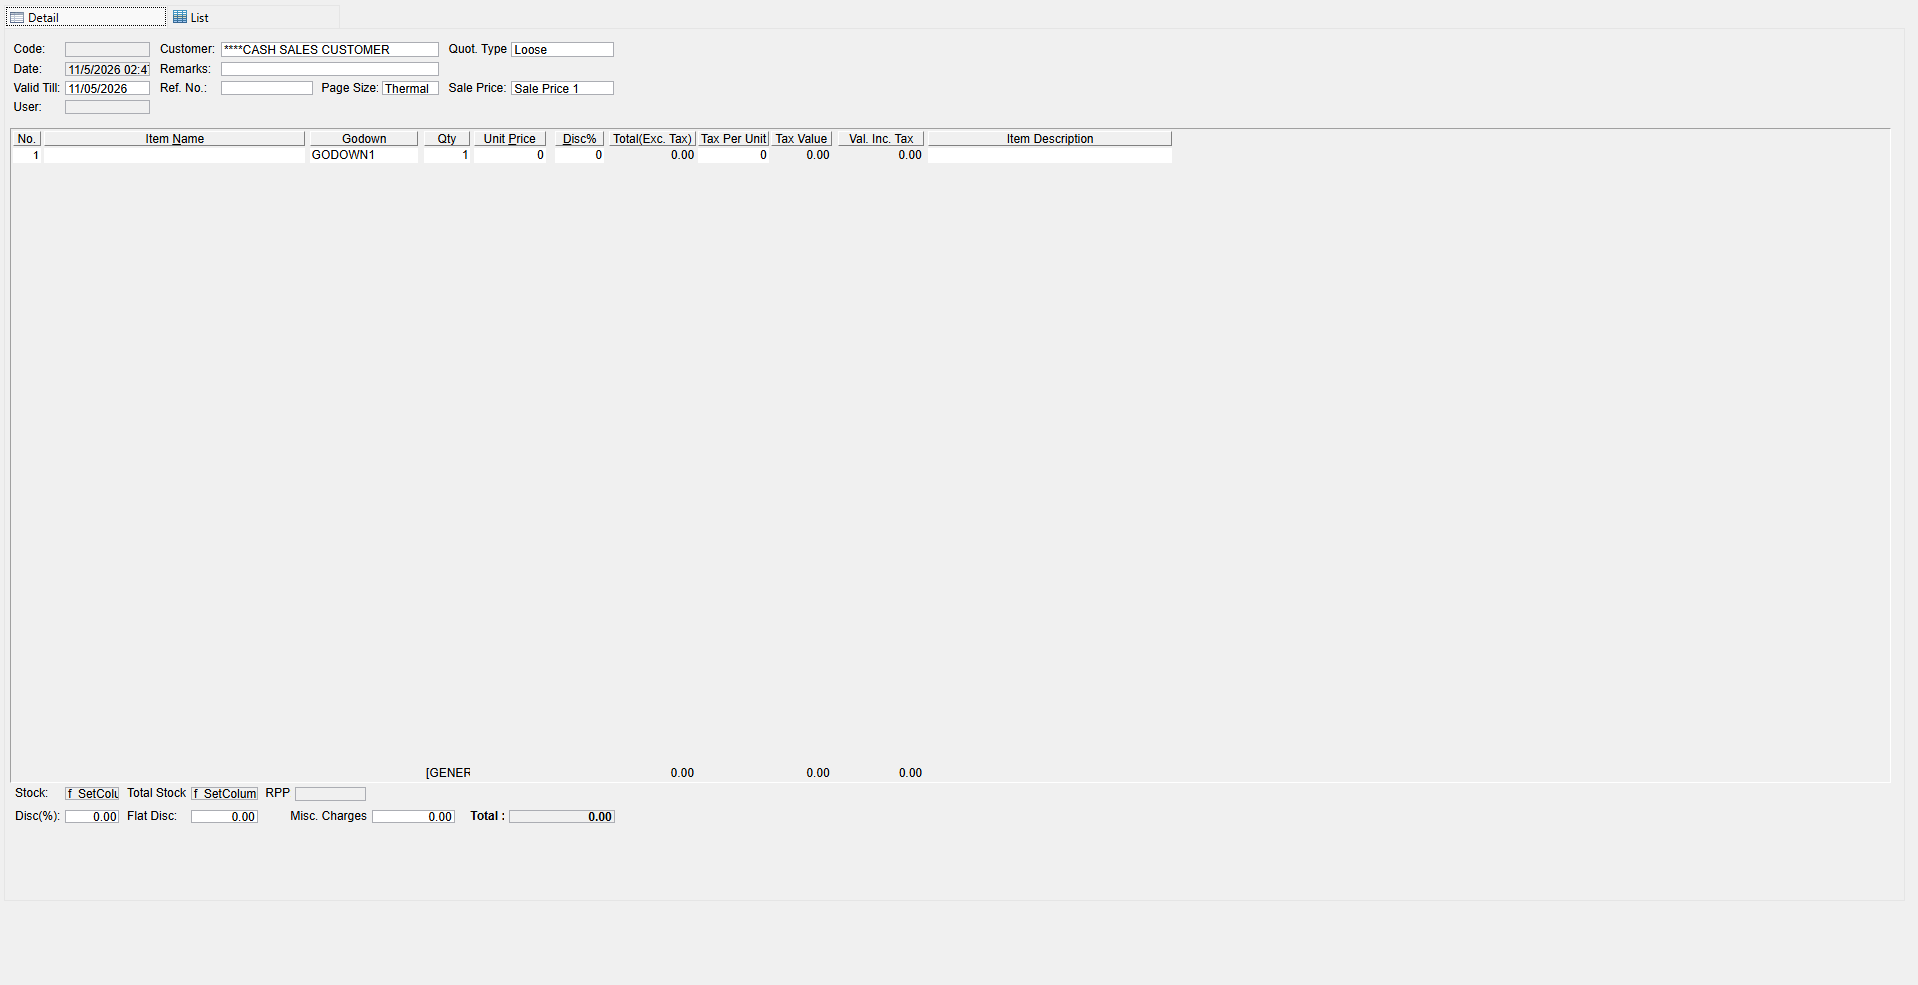 Detail List
Code: Customer: ****CASH SALES CUSTOMER Quot. Type Loose
Date: 11/5/2026 02:4 Remarks:
Valid Till: 11/05/2026 Ref. No.: Page Size: Thermal Sale Price: Sale Price 1
User:
No. Item Name Godown Qty Unit Price Disc% Total(Exc. Tax) Tax Per Unit Tax Value Val. Inc. Tax Item Description
1 GODOWN1 1 0 0 0.00 0 0.00 0.00
[GENER 0.00 0.00 0.00
Stock: f_SetColu Total Stock f_SetColum RPP
Disc(%): 0.00 Flat Disc: 0.00 Misc. Charges 0.00 Total : 0.00